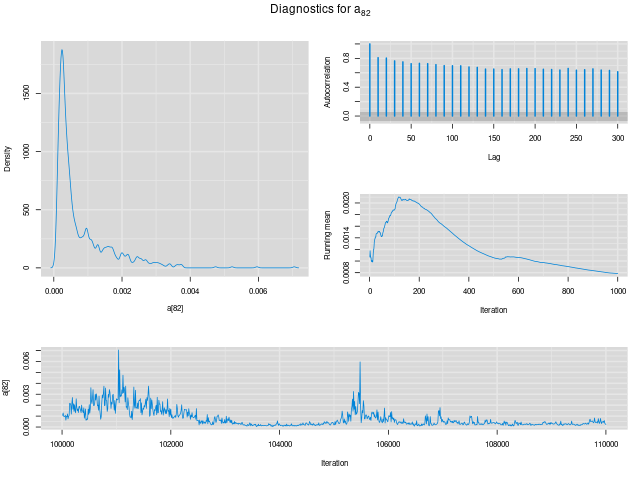 Diagnostics for a82
Density
0 500 1500
0.000 0.002 0.004 0.006
a[82]
Autocorrelation
0.0 0.4 0.8
0 50 100 150 200 250 300
Lag
Running mean
0.0008 0.0014 0.0020
0 200 400 600 800 1000
Iteration
a[82]
0.000 0.003 0.006
100000 102000 104000 106000 108000 110000
Iteration